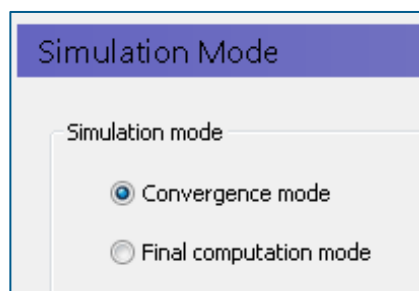 Simulation Mode
Simulation mode
Convergence mode
Final computation mode